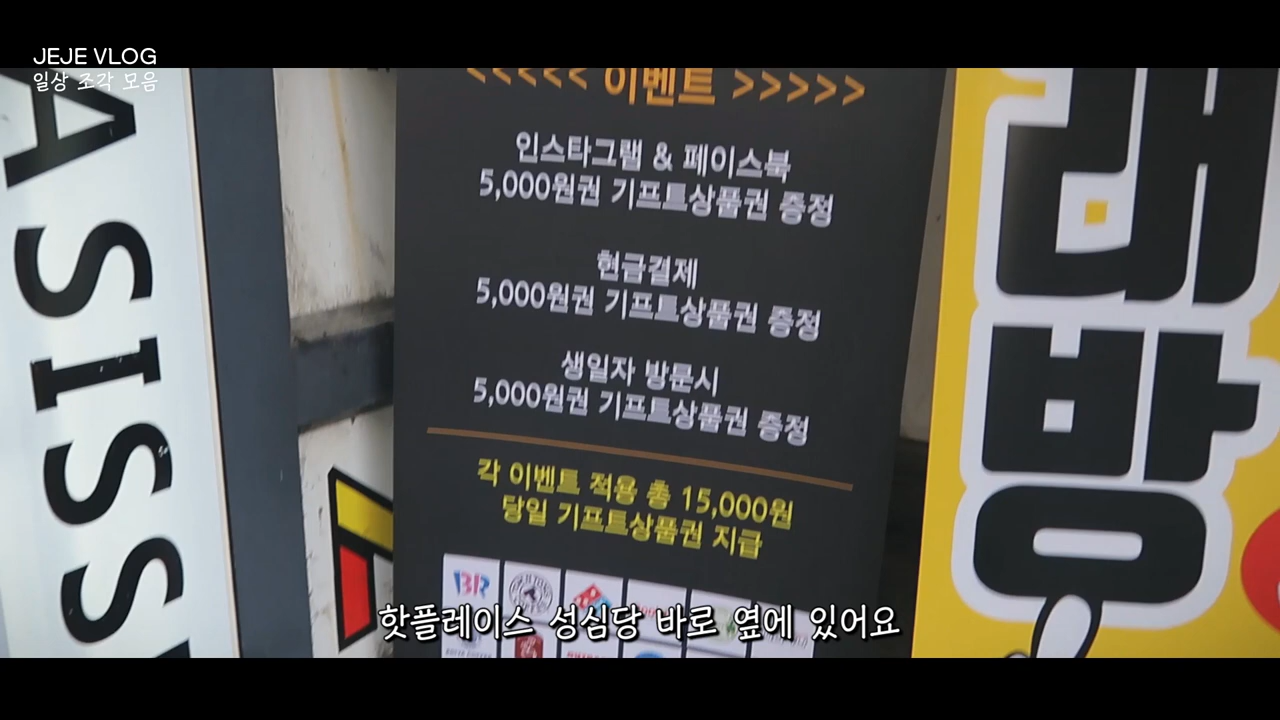 JEJE VLOG
일상 조각 모음
ASISS
<<<<< 이벤트 >>>>>
인스타그램 & 페이스북
5,000원권 기프트상품권 증정
현금결제
5,000원권 기프트상품권 증정
생일자 방문시
5,000원권 기프트상품권 증정
각 이벤트 적용 총 15,000원
당일 기프트상품권 지급
BR
래방
핫플레이스 성심당 바로 옆에 있어요